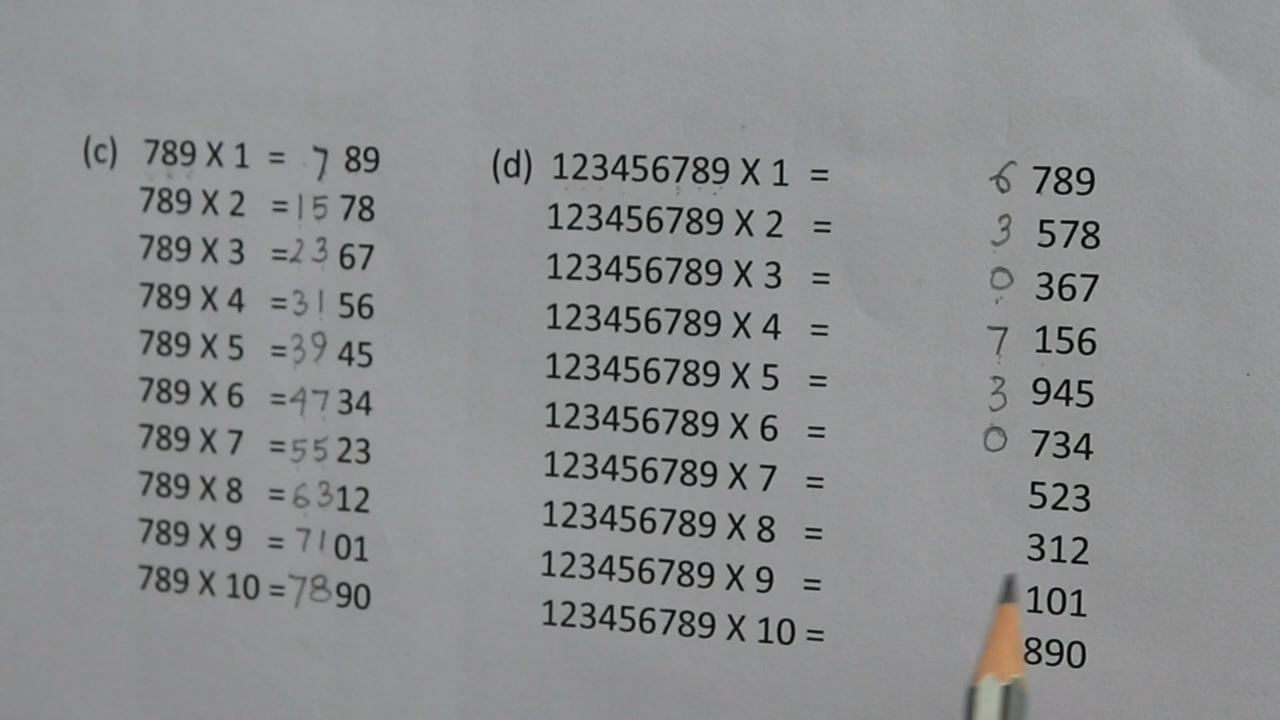 (c) 789 X 1 = 7 89
789 X 2 = 15 78
789 X 3 = 23 67
789 X 4 = 31 56
789 X 5 = 39 45
789 X 6 = 47 34
789 X 7 = 55 23
789 X 8 = 63 12
789 X 9 = 71 01
789 X 10 = 78 90
(d) 123456789 X 1 = 6 789
123456789 X 2 = 3 578
123456789 X 3 = 0 367
123456789 X 4 = 7 156
123456789 X 5 = 3 945
123456789 X 6 = 0 734
123456789 X 7 = 523
123456789 X 8 = 312
123456789 X 9 = 101
123456789 X 10 = 890